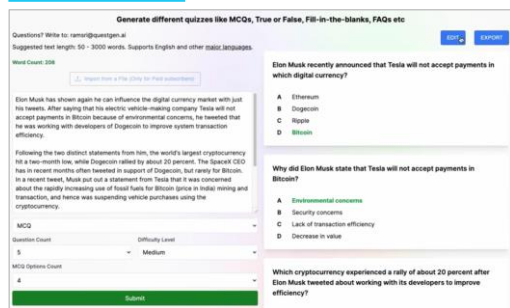 Generate different quizzes like MCQs, True or False, Fill-in-the-blanks, FAQs etc
Questions? Write to: ramsri@questgen.ai
Suggested text length: 50 - 3000 words. Supports English and other major languages.
Word Count: 208
Import from a File (Only for Paid subscribers)
Elon Musk has shown again he can influence the digital currency market with just
his tweets. After saying that his electric vehicle-making company Tesla will not
accept payments in Bitcoin because of environmental concerns, he tweeted that
he was working with developers of Dogecoin to improve system transaction
efficiency.
Following the two distinct statements from him, the world's largest cryptocurrency
hit a two-month low, while Dogecoin rallied by about 20 percent. The SpaceX CEO
has in recent months often tweeted in support of Dogecoin, but rarely for Bitcoin.
In a recent tweet, Musk put out a statement from Tesla that it was concerned
about the rapidly increasing use of fossil fuels for Bitcoin (price in India) mining and
transaction, and hence was suspending vehicle purchases using the
cryptocurrency.
MCQ
Question Count
Difficulty Level
5
Medium
MCQ Options Count
4
Submit
EDIT
EXPORT
Elon Musk recently announced that Tesla will not accept payments in
which digital currency?
A Ethereum
B Dogecoin
C Ripple
D Bitcoin
Why did Elon Musk state that Tesla will not accept payments in
Bitcoin?
A Environmental concerns
B Security concerns
C Lack of transaction efficiency
D Decrease in value
Which cryptocurrency experienced a rally of about 20 percent after
Elon Musk tweeted about working with its developers to improve
efficiency?